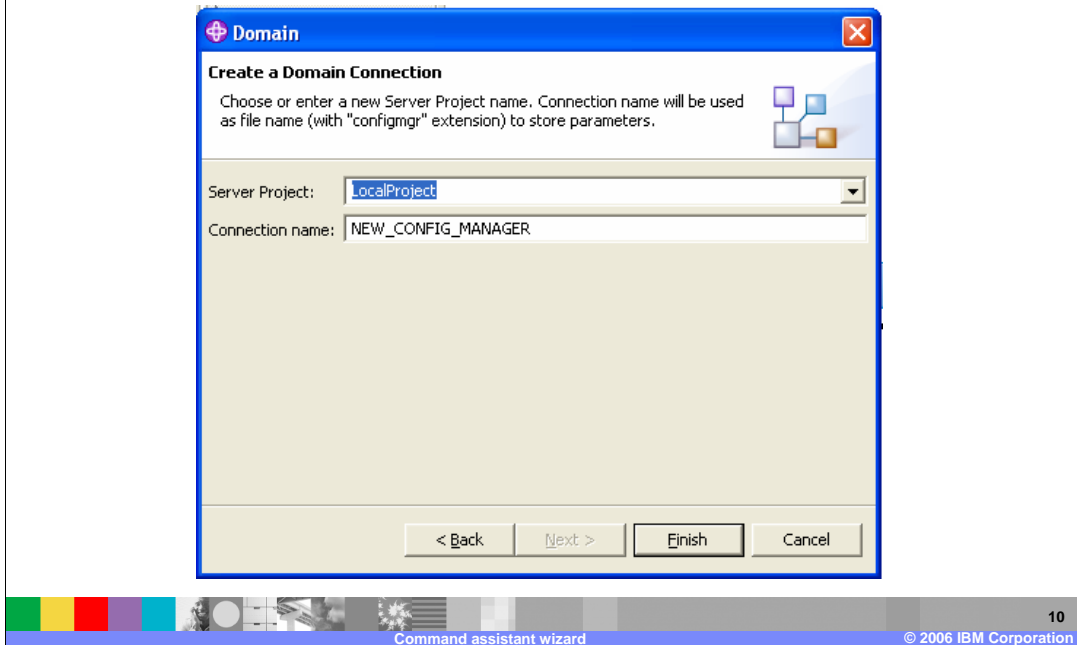 Domain
Create a Domain Connection
Choose or enter a new Server Project name. Connection name will be used
as file name (with "configmgr" extension) to store parameters.
Server Project: LocalProject
Connection name: NEW_CONFIG_MANAGER
< Back Next > Finish Cancel
10
Command assistant wizard © 2006 IBM Corporation